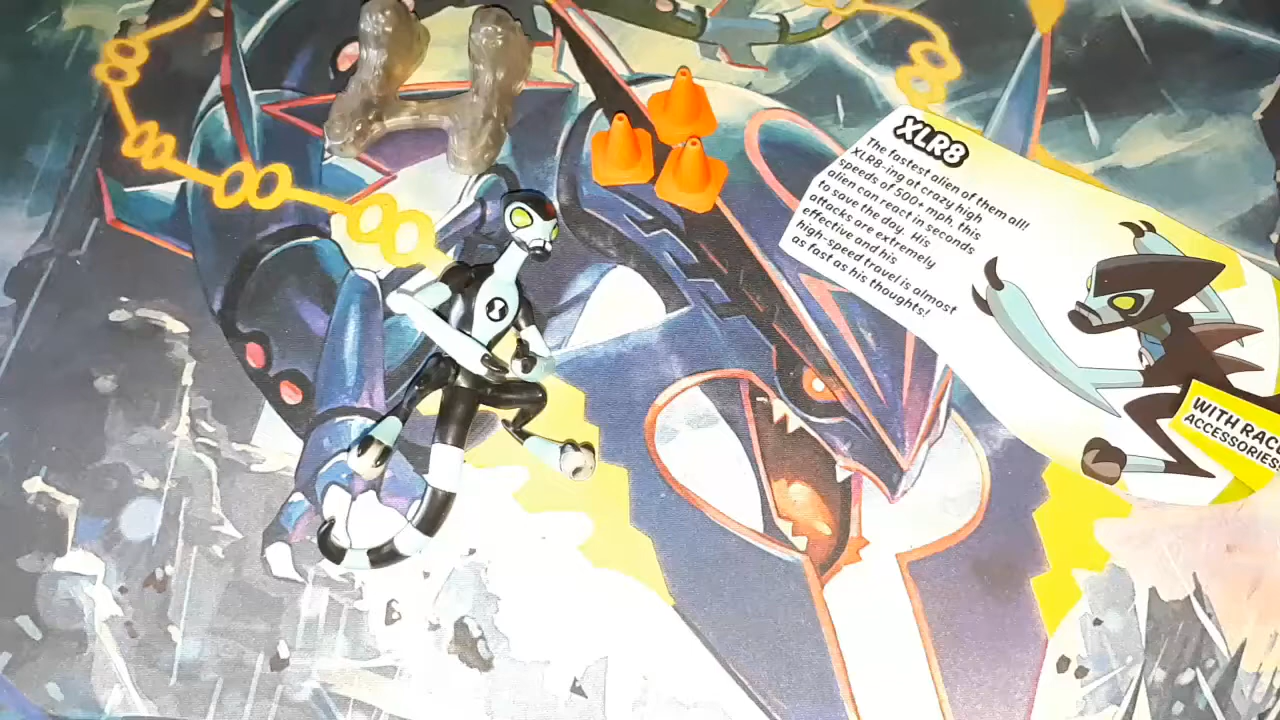 XLR8
The fastest alien of them all!
XLR8-ing at crazy high
speeds of 500+ mph, this
alien can react in seconds
to save the day. His
attacks are extremely
effective and his
high-speed travel is almost
as fast as his thoughts!
WITH
ACCESSORIES